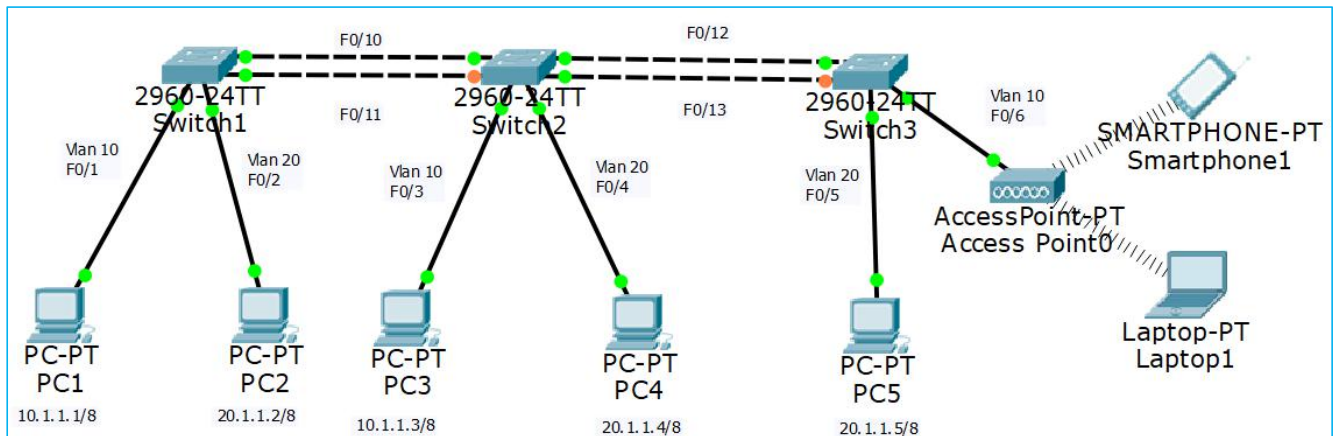 F0/10
F0/12
2960-24TT
Switch1
F0/11
2960-24TT
Switch2
F0/13
2960-24TT
Switch3
Vlan 10
F0/6
SMARTPHONE-PT
Smartphone1
Vlan 10
F0/1
Vlan 20
F0/2
Vlan 10
F0/3
Vlan 20
F0/4
Vlan 20
F0/5
AccessPoint-PT
Access Point0
PC-PT
PC1
10.1.1.1/8
PC-PT
PC2
20.1.1.2/8
PC-PT
PC3
10.1.1.3/8
PC-PT
PC4
20.1.1.4/8
PC-PT
PC5
20.1.1.5/8
Laptop-PT
Laptop1